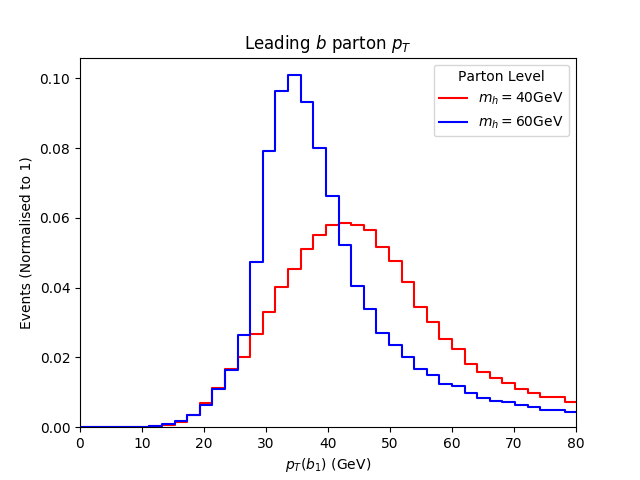 Leading b parton p_T
Parton Level
m_h = 40GeV
m_h = 60GeV
Events (Normalised to 1)
0.10
0.08
0.06
0.04
0.02
0.00
0 10 20 30 40 50 60 70 80
p_T(b_1) (GeV)